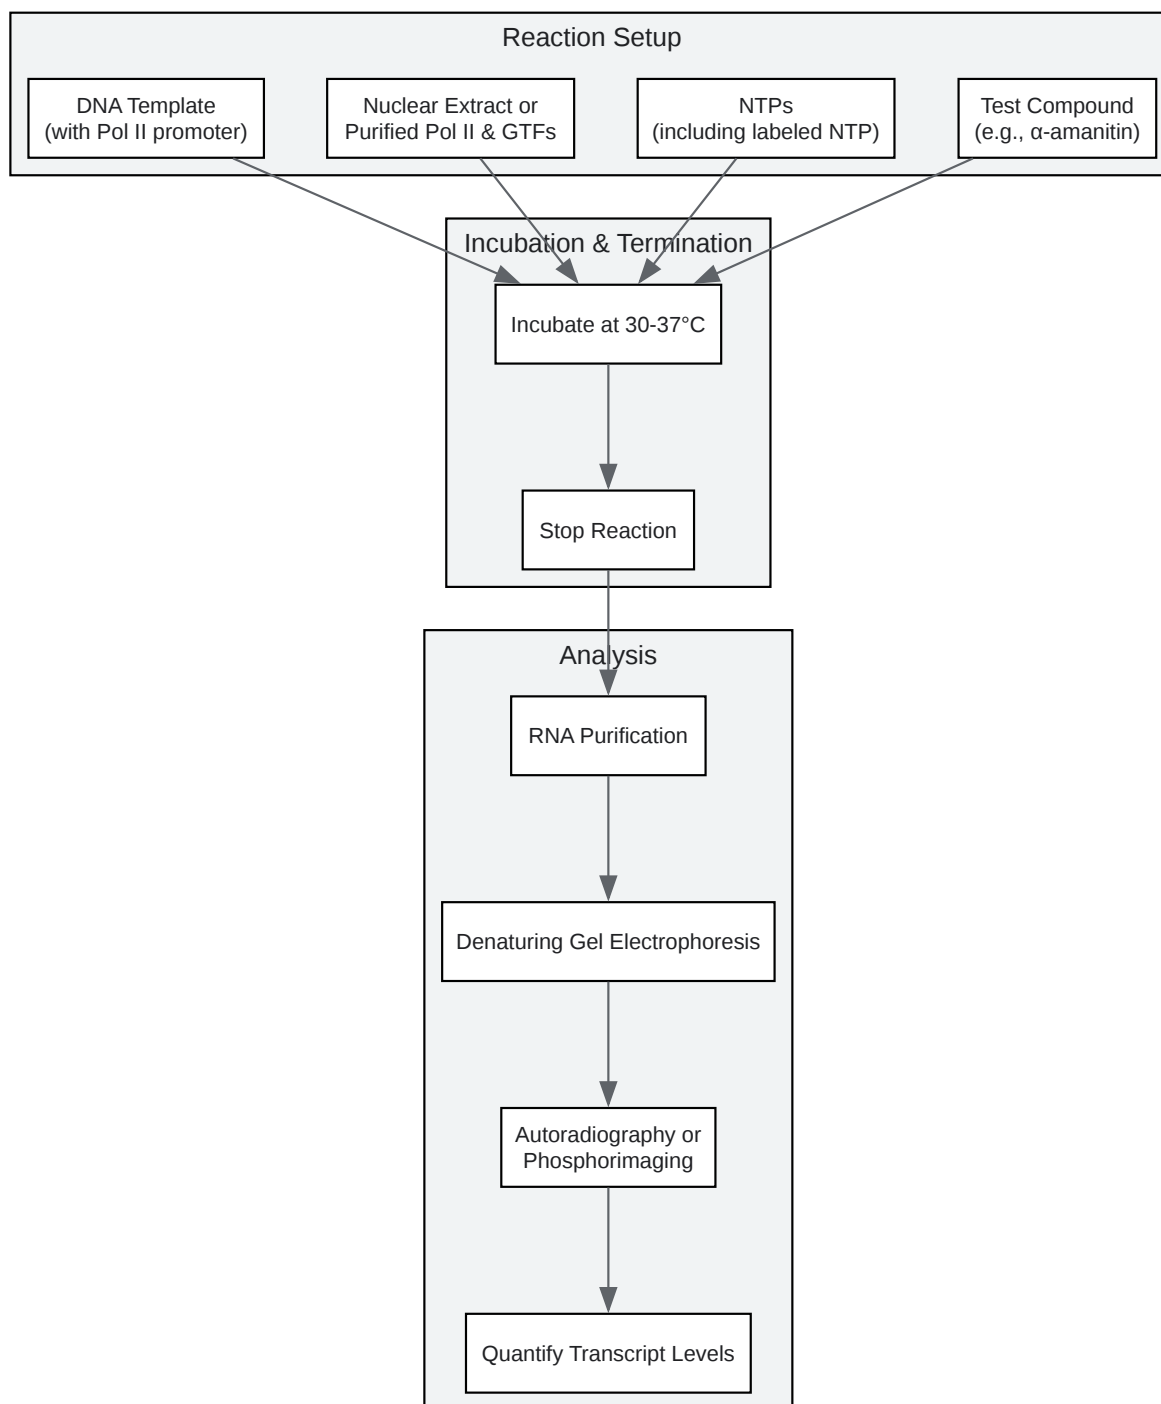 Reaction Setup
DNA Template
(with Pol II promoter)
Nuclear Extract or
Purified Pol II & GTFs
NTPs
(including labeled NTP)
Test Compound
(e.g., α-amanitin)
Incubation & Termination
Incubate at 30-37°C
Stop Reaction
Analysis
RNA Purification
Denaturing Gel Electrophoresis
Autoradiography or
Phosphorimaging
Quantify Transcript Levels